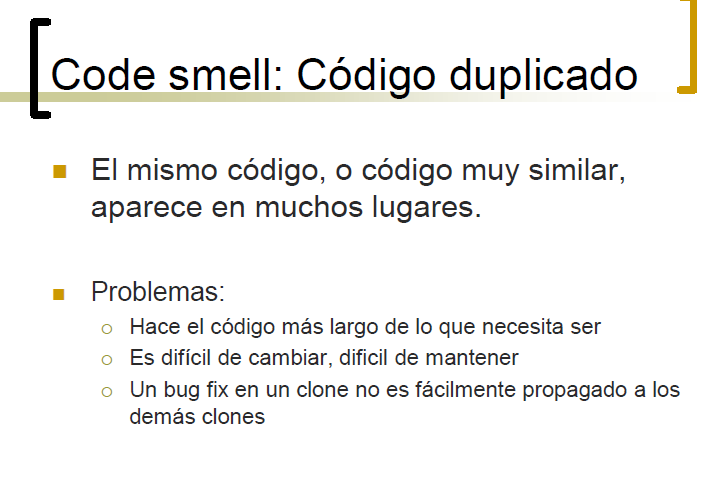 Code smell: Código duplicado
El mismo código, o código muy similar,
aparece en muchos lugares.
Problemas:
Hace el código más largo de lo que necesita ser
Es difícil de cambiar, dificil de mantener
Un bug fix en un clone no es fácilmente propagado a los
demás clones